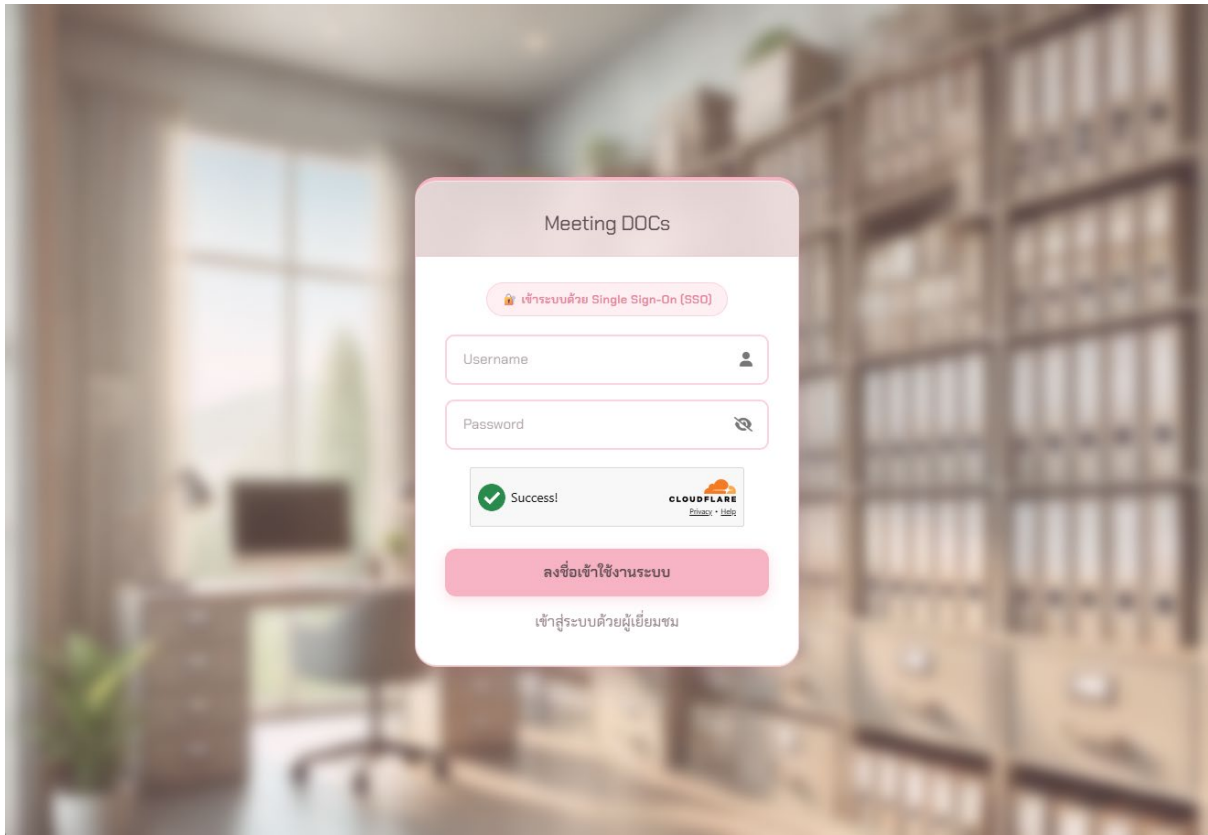 Meeting DOCs
เข้าระบบด้วย Single Sign-On (SSO)
Username
Password
Success!
CLOUDFLARE
Privacy • Help
ลงชื่อเข้าใช้งานระบบ
เข้าสู่ระบบด้วยผู้เยี่ยมชม